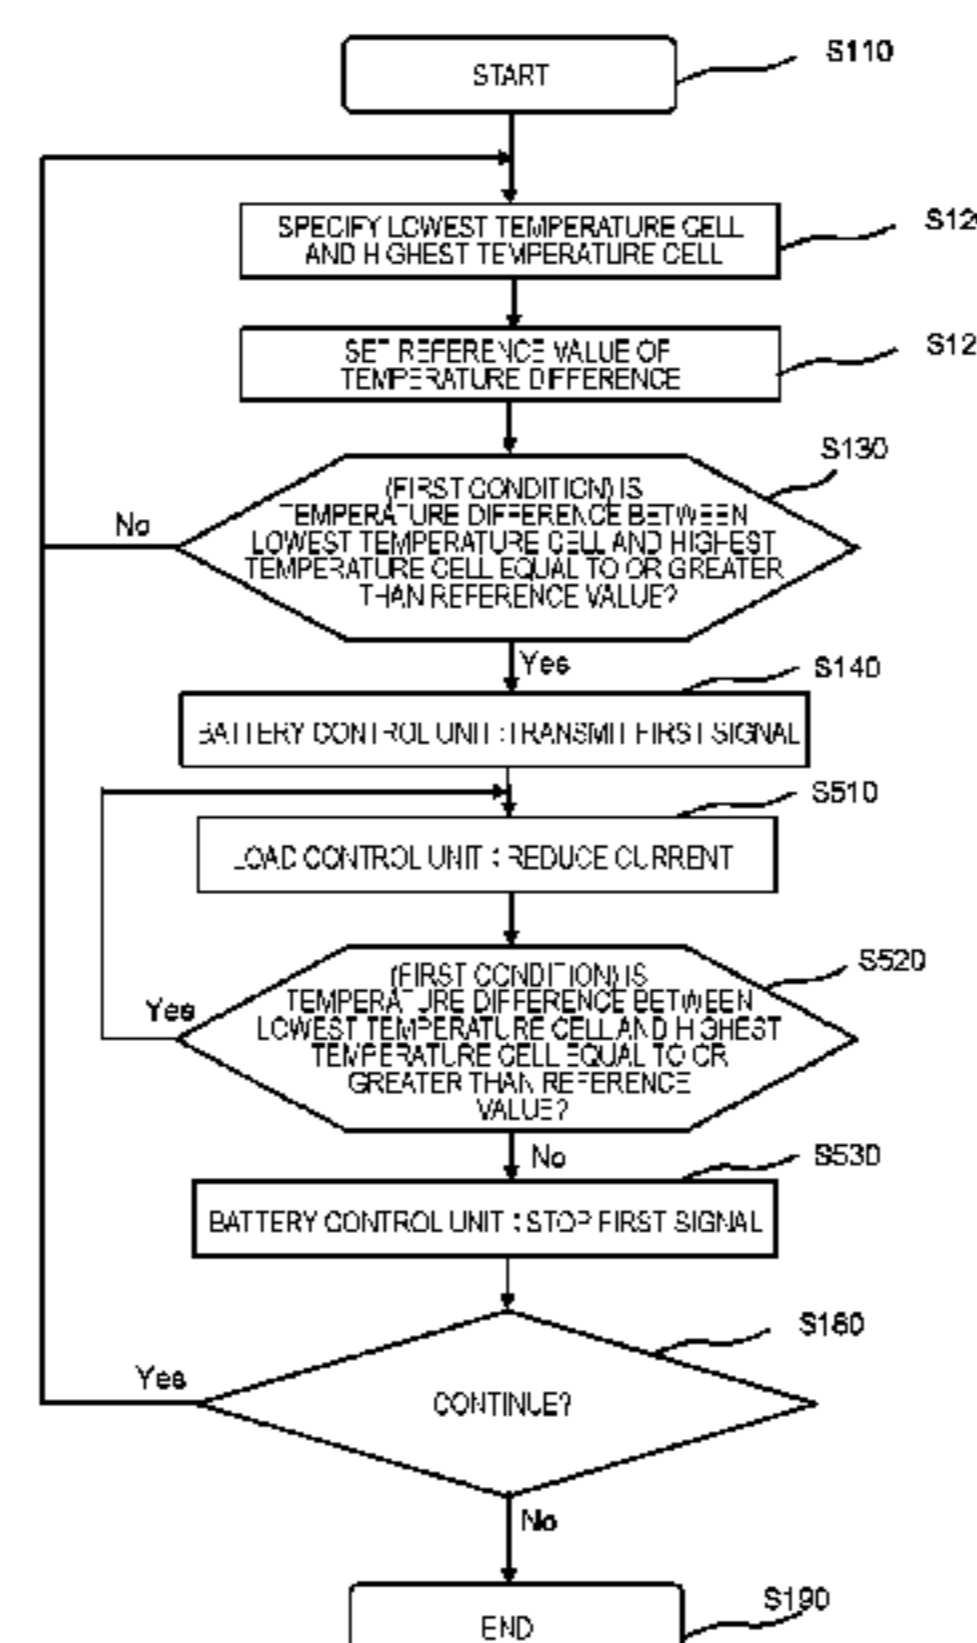 START
S110
SPECIFY LOWEST TEMPERATURE CELL
AND HIGHEST TEMPERATURE CELL
S12
SET REFERENCE VALUE OF
TEMPERATURE DIFFERENCE
S12
(FIRST CONDITION) IS
TEMPERATURE DIFFERENCE BETWEEN
LOWEST TEMPERATURE CELL AND HIGHEST
TEMPERATURE CELL EQUAL TO OR GREATER
THAN REFERENCE VALUE?
S130
No
Yes
BATTERY CONTROL UNIT : TRANSMIT FIRST SIGNAL
S140
LOAD CONTROL UNIT : REDUCE CURRENT
S510
(FIRST CONDITION) IS
TEMPERATURE DIFFERENCE BETWEEN
LOWEST TEMPERATURE CELL AND HIGHEST
TEMPERATURE CELL EQUAL TO OR
GREATER THAN REFERENCE
VALUE?
S520
Yes
No
BATTERY CONTROL UNIT : STOP FIRST SIGNAL
S530
CONTINUE?
S180
Yes
No
END
S190